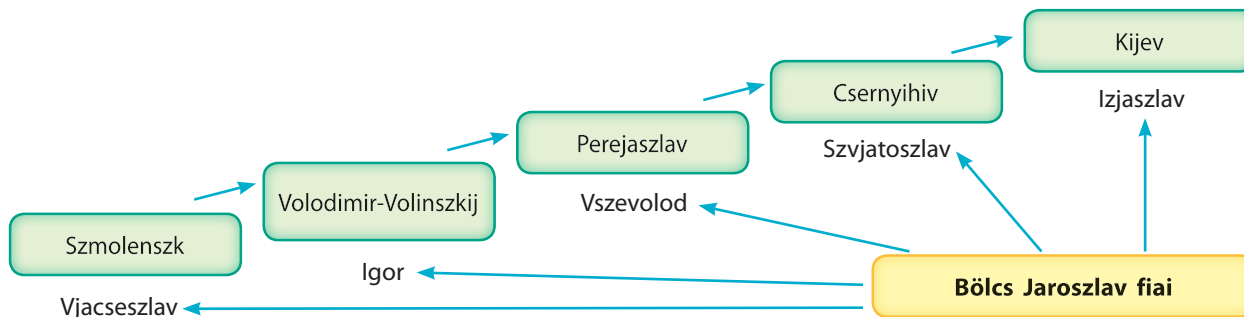 Kijev
Izjaszlav
Csernyihiv
Szvjatoszlav
Perejaszlav
Vszevolod
Volodimir-Volinszkij
Igor
Szmolenszk
Vjacseszlav
Bölcs Jaroszlav fiai